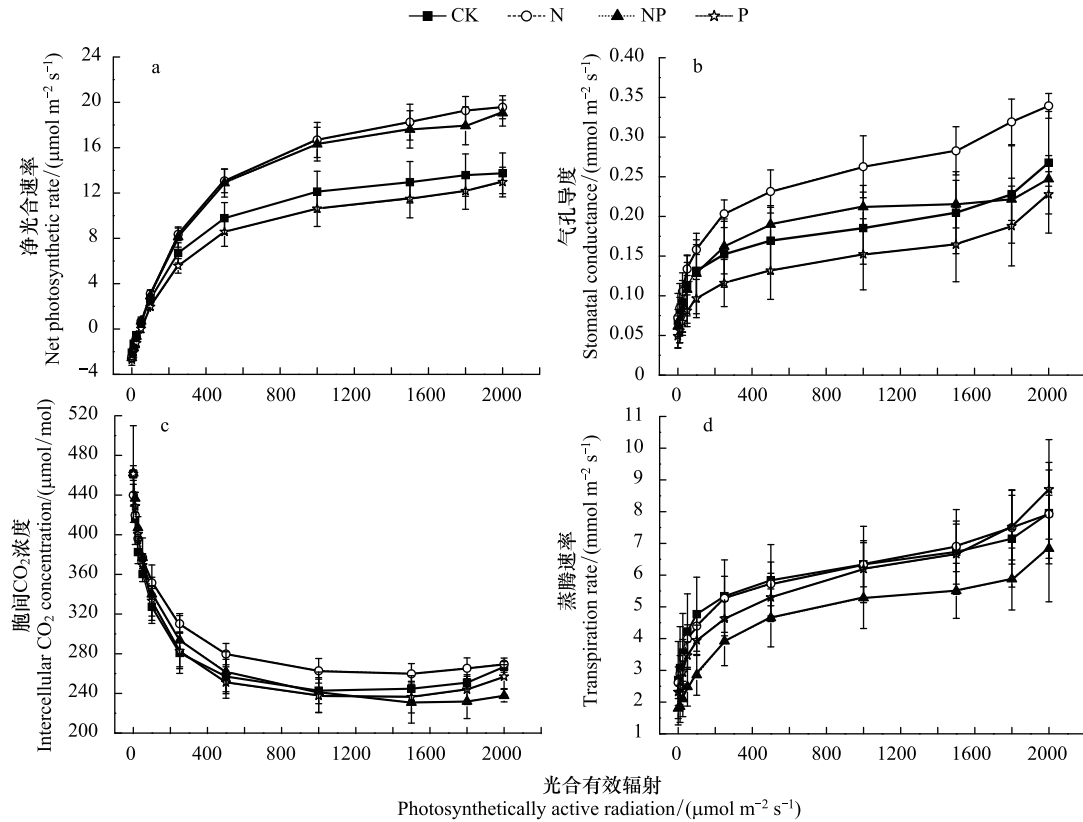 CK N NP P
a
24
20
16
12
8
4
0
−4
净光合速率
Net photosynthetic rate/(μmol m⁻² s⁻¹)
0 400 800 1200 1600 2000
b
0.40
0.35
0.30
0.25
0.20
0.15
0.10
0.05
0
气孔导度
Stomatal conductance/(mmol m⁻² s⁻¹)
0 400 800 1200 1600 2000
c
520
480
440
400
360
320
280
240
200
胞间CO₂浓度
Intercellular CO₂ concentration/(μmol/mol)
0 400 800 1200 1600 2000
d
11
10
9
8
7
6
5
4
3
2
1
蒸腾速率
Transpiration rate/(mmol m⁻² s⁻¹)
0 400 800 1200 1600 2000
光合有效辐射
Photosynthetically active radiation/(μmol m⁻² s⁻¹)